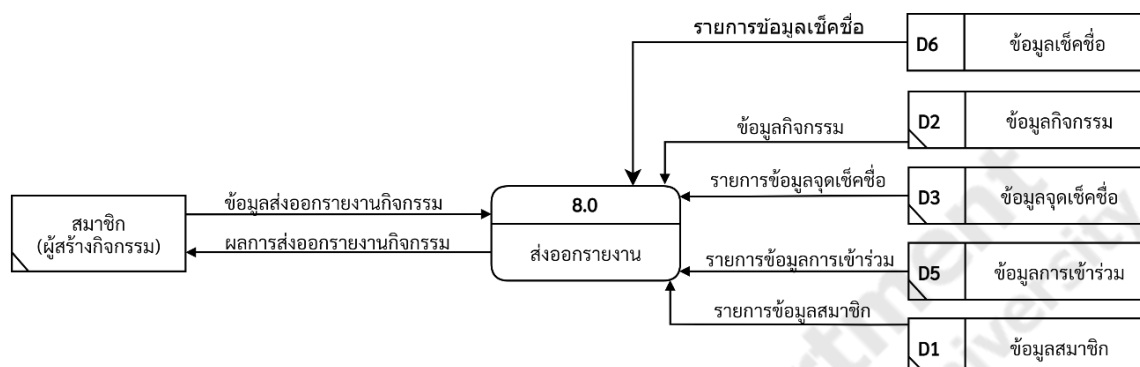 รายการข้อมูลเช็คชื่อ
D6 ข้อมูลเช็คชื่อ
ข้อมูลกิจกรรม
D2 ข้อมูลกิจกรรม
รายการข้อมูลจุดเช็คชื่อ
D3 ข้อมูลจุดเช็คชื่อ
สมาชิก
(ผู้สร้างกิจกรรม)
ข้อมูลส่งออกรายงานกิจกรรม
ผลการส่งออกรายงานกิจกรรม
8.0
ส่งออกรายงาน
รายการข้อมูลการเข้าร่วม
D5 ข้อมูลการเข้าร่วม
รายการข้อมูลสมาชิก
D1 ข้อมูลสมาชิก